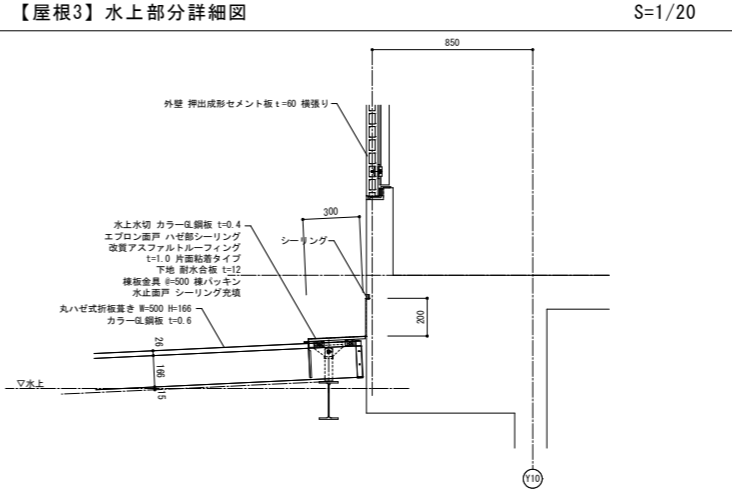 【屋根3】水上部分詳細図
S=1/20
850
外壁 押出成形セメント板 t=60 横張り
300
水上水切 カラーGL鋼板 t=0.4
エプロン面戸 ハゼ部シーリング
改質アスファルトルーフィング
t=1.0 片面粘着タイプ
下地 耐水合板 t=12
棟板金具 @=500 棟パッキン
水止面戸 シーリング充填
シーリング
丸ハゼ式折板葺き W=500 H=166
カラーGL鋼板 t=0.6
200
26
166
15
▽水上
Y10